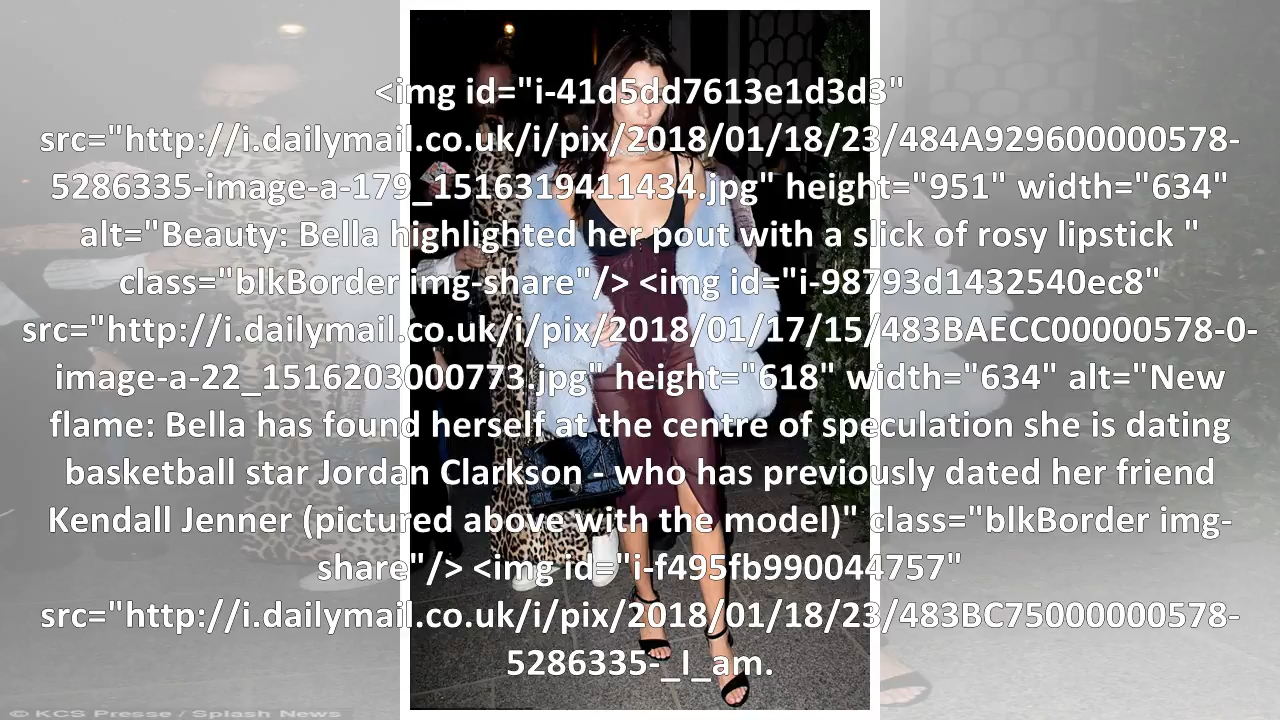 <img id="i-41d5dd7613e1d3d3"
src="http://i.dailymail.co.uk/i/pix/2018/01/18/23/484A929600000578-
5286335-image-a-179_1516319411434.jpg" height="951" width="634"
alt="Beauty: Bella highlighted her pout with a slick of rosy lipstick "
class="blkBorder img-share"/> <img id="i-98793d1432540ec8"
src="http://i.dailymail.co.uk/i/pix/2018/01/17/15/483BAECC00000578-0-
image-a-22_1516203000773.jpg" height="618" width="634" alt="New
flame: Bella has found herself at the centre of speculation she is dating
basketball star Jordan Clarkson - who has previously dated her friend
Kendall Jenner (pictured above with the model)" class="blkBorder img-
share"/> <img id="i-f495fb990044757"
src="http://i.dailymail.co.uk/i/pix/2018/01/18/23/483BC75000000578-
5286335-_I_am.
© KCS Presse / Splash News